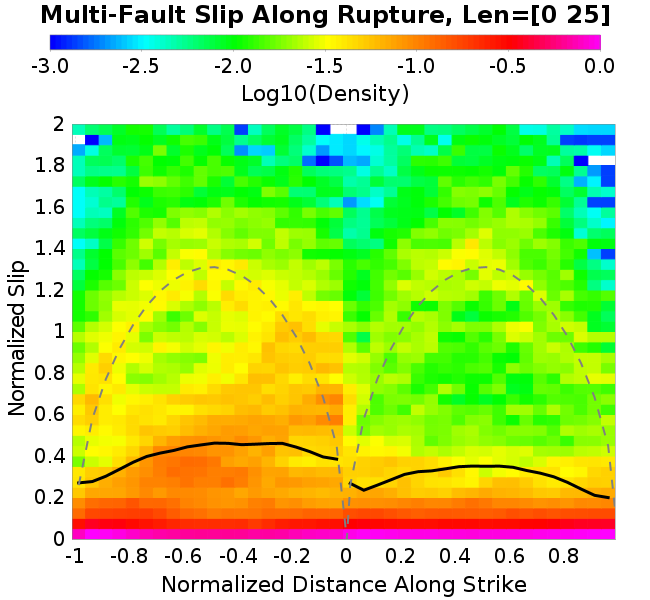 Multi-Fault Slip Along Rupture, Len=[0 25]
-3.0 -2.5 -2.0 -1.5 -1.0 -0.5 0.0
Log10(Density)
2
1.8
1.6
1.4
1.2
1
0.8
0.6
0.4
0.2
0
Normalized Slip
-1 -0.8 -0.6 -0.4 -0.2 0 0.2 0.4 0.6 0.8
Normalized Distance Along Strike